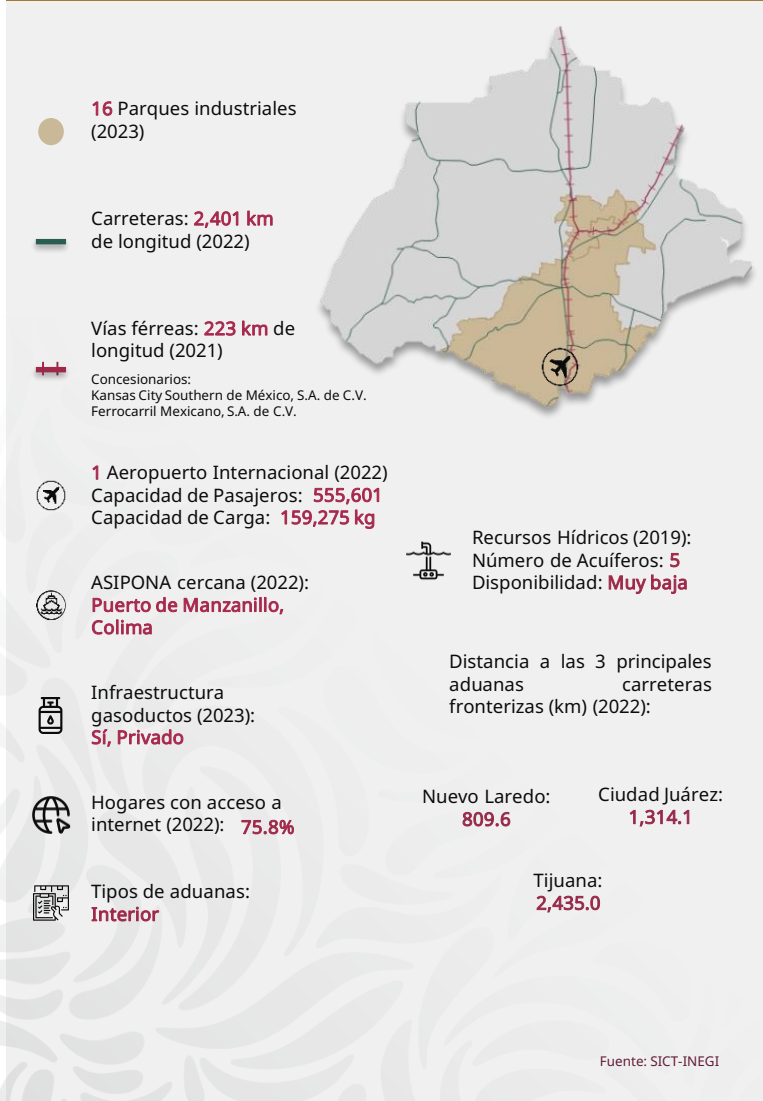 16 Parques industriales
(2023)
Carreteras: 2,401 km
de longitud (2022)
Vías férreas: 223 km de
longitud (2021)
Concesionarios:
Kansas City Southern de México, S.A. de C.V.
Ferrocarril Mexicano, S.A. de C.V.
1 Aeropuerto Internacional (2022)
Capacidad de Pasajeros: 555,601
Capacidad de Carga: 159,275 kg
ASIPONA cercana (2022):
Puerto de Manzanillo,
Colima
Infraestructura
gasoductos (2023):
Sí, Privado
Hogares con acceso a
internet (2022): 75.8%
Tipos de aduanas:
Interior
Recursos Hídricos (2019):
Número de Acuíferos: 5
Disponibilidad: Muy baja
Distancia a las 3 principales
aduanas carreteras
fronterizas (km) (2022):
Nuevo Laredo:
809.6
Ciudad Juárez:
1,314.1
Tijuana:
2,435.0
Fuente: SICT-INEGI